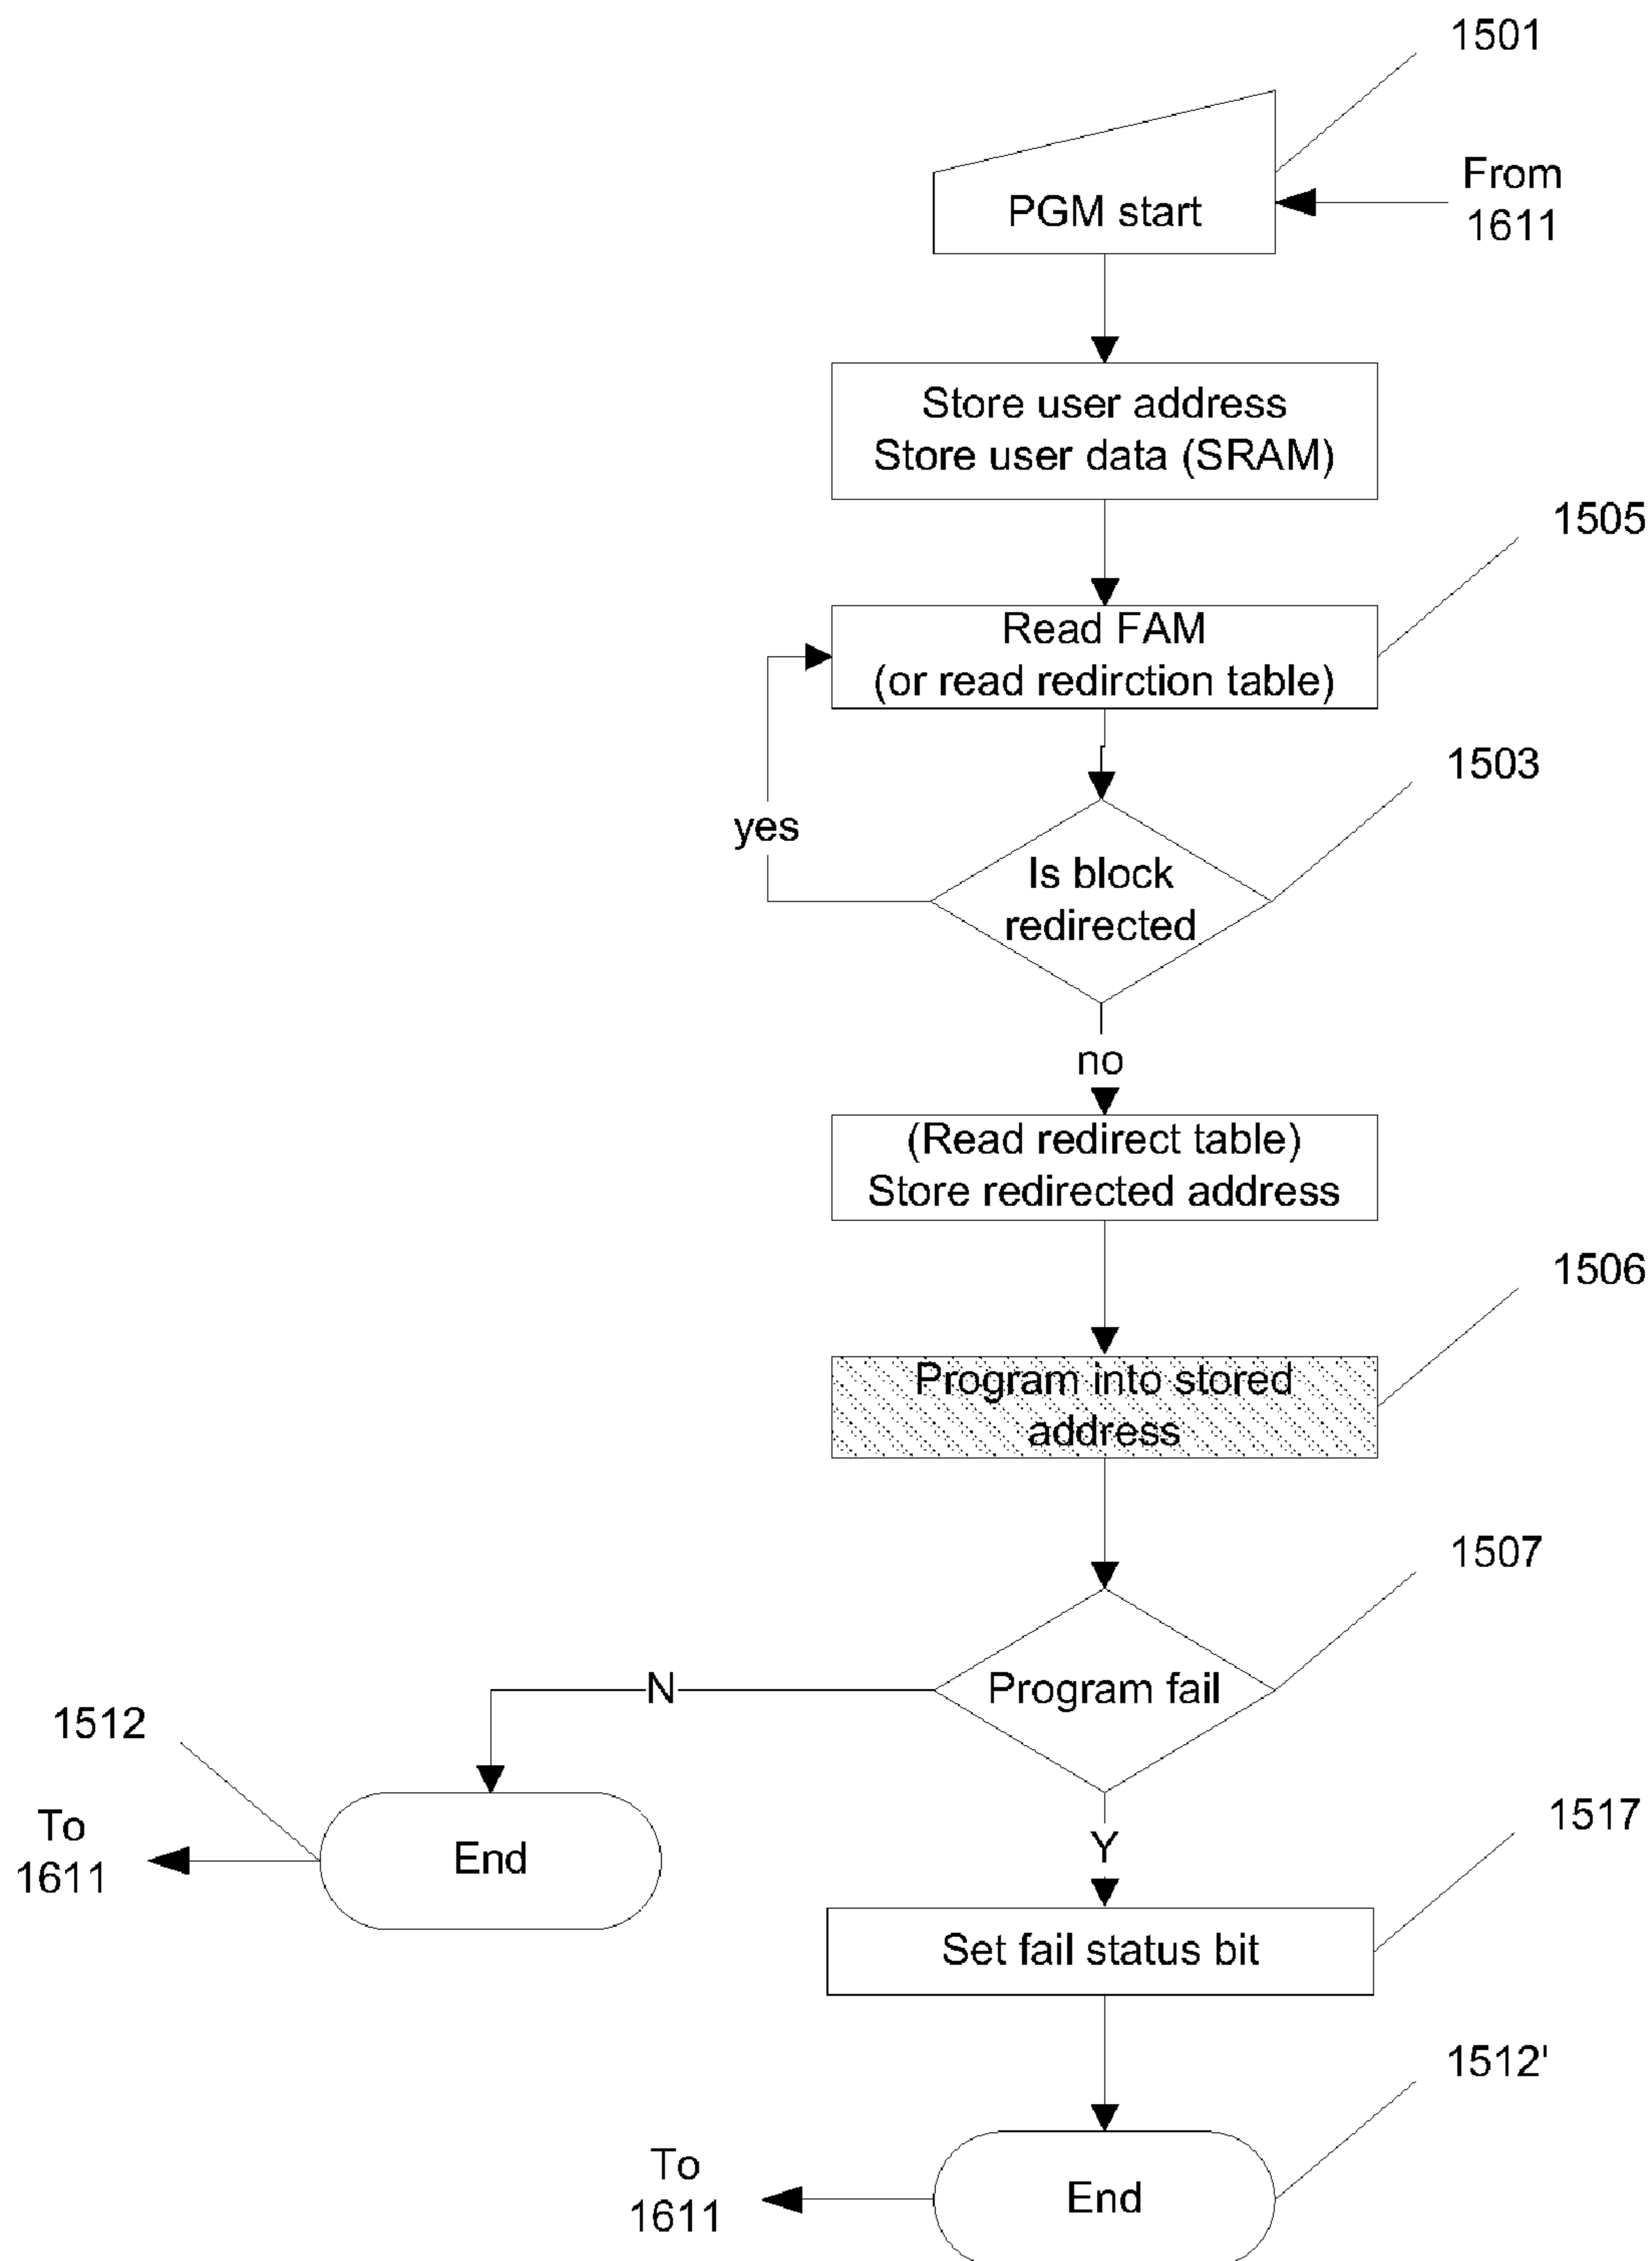 1501
From
1611
PGM start
Store user address
Store user data (SRAM)
1505
Read FAM
(or read redirction table)
1503
yes
Is block
redirected
no
(Read redirect table)
Store redirected address
1506
Program into stored
address
1507
Program fail
N
1512
To
1611
End
Y
1517
Set fail status bit
1512'
To
1611
End